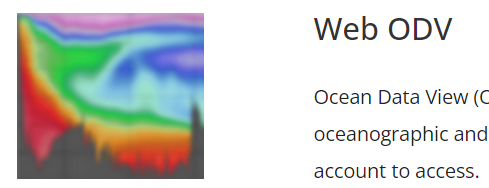 Web ODV
Ocean Data View (
oceanographic and
account to access.